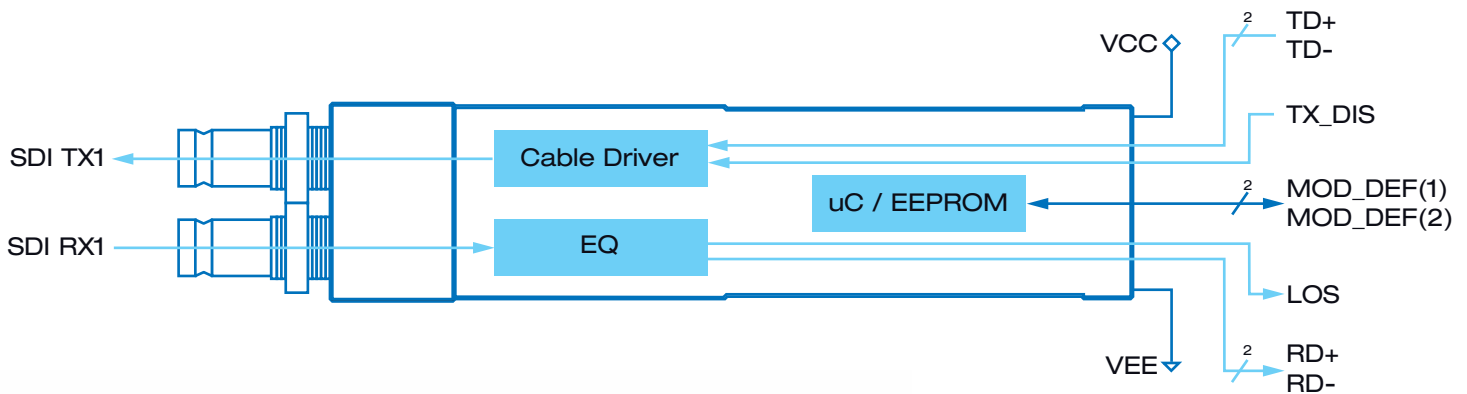 2
TD+
TD-
VCC
TX_DIS
SDI TX1
Cable Driver
uC / EEPROM
2
MOD_DEF(1)
MOD_DEF(2)
SDI RX1
EQ
LOS
VEE
2
RD+
RD-